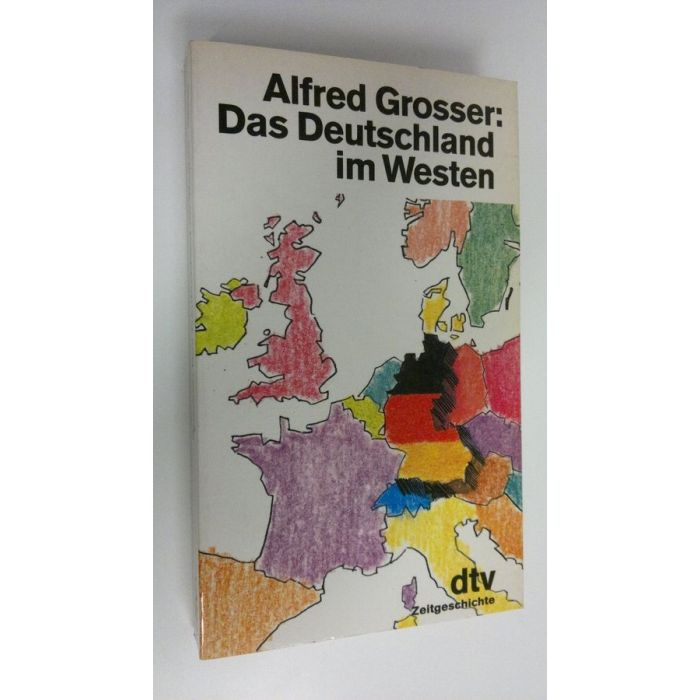 Alfred Grosser:
Das Deutschland
im Westen
dtv
Zeitgeschichte